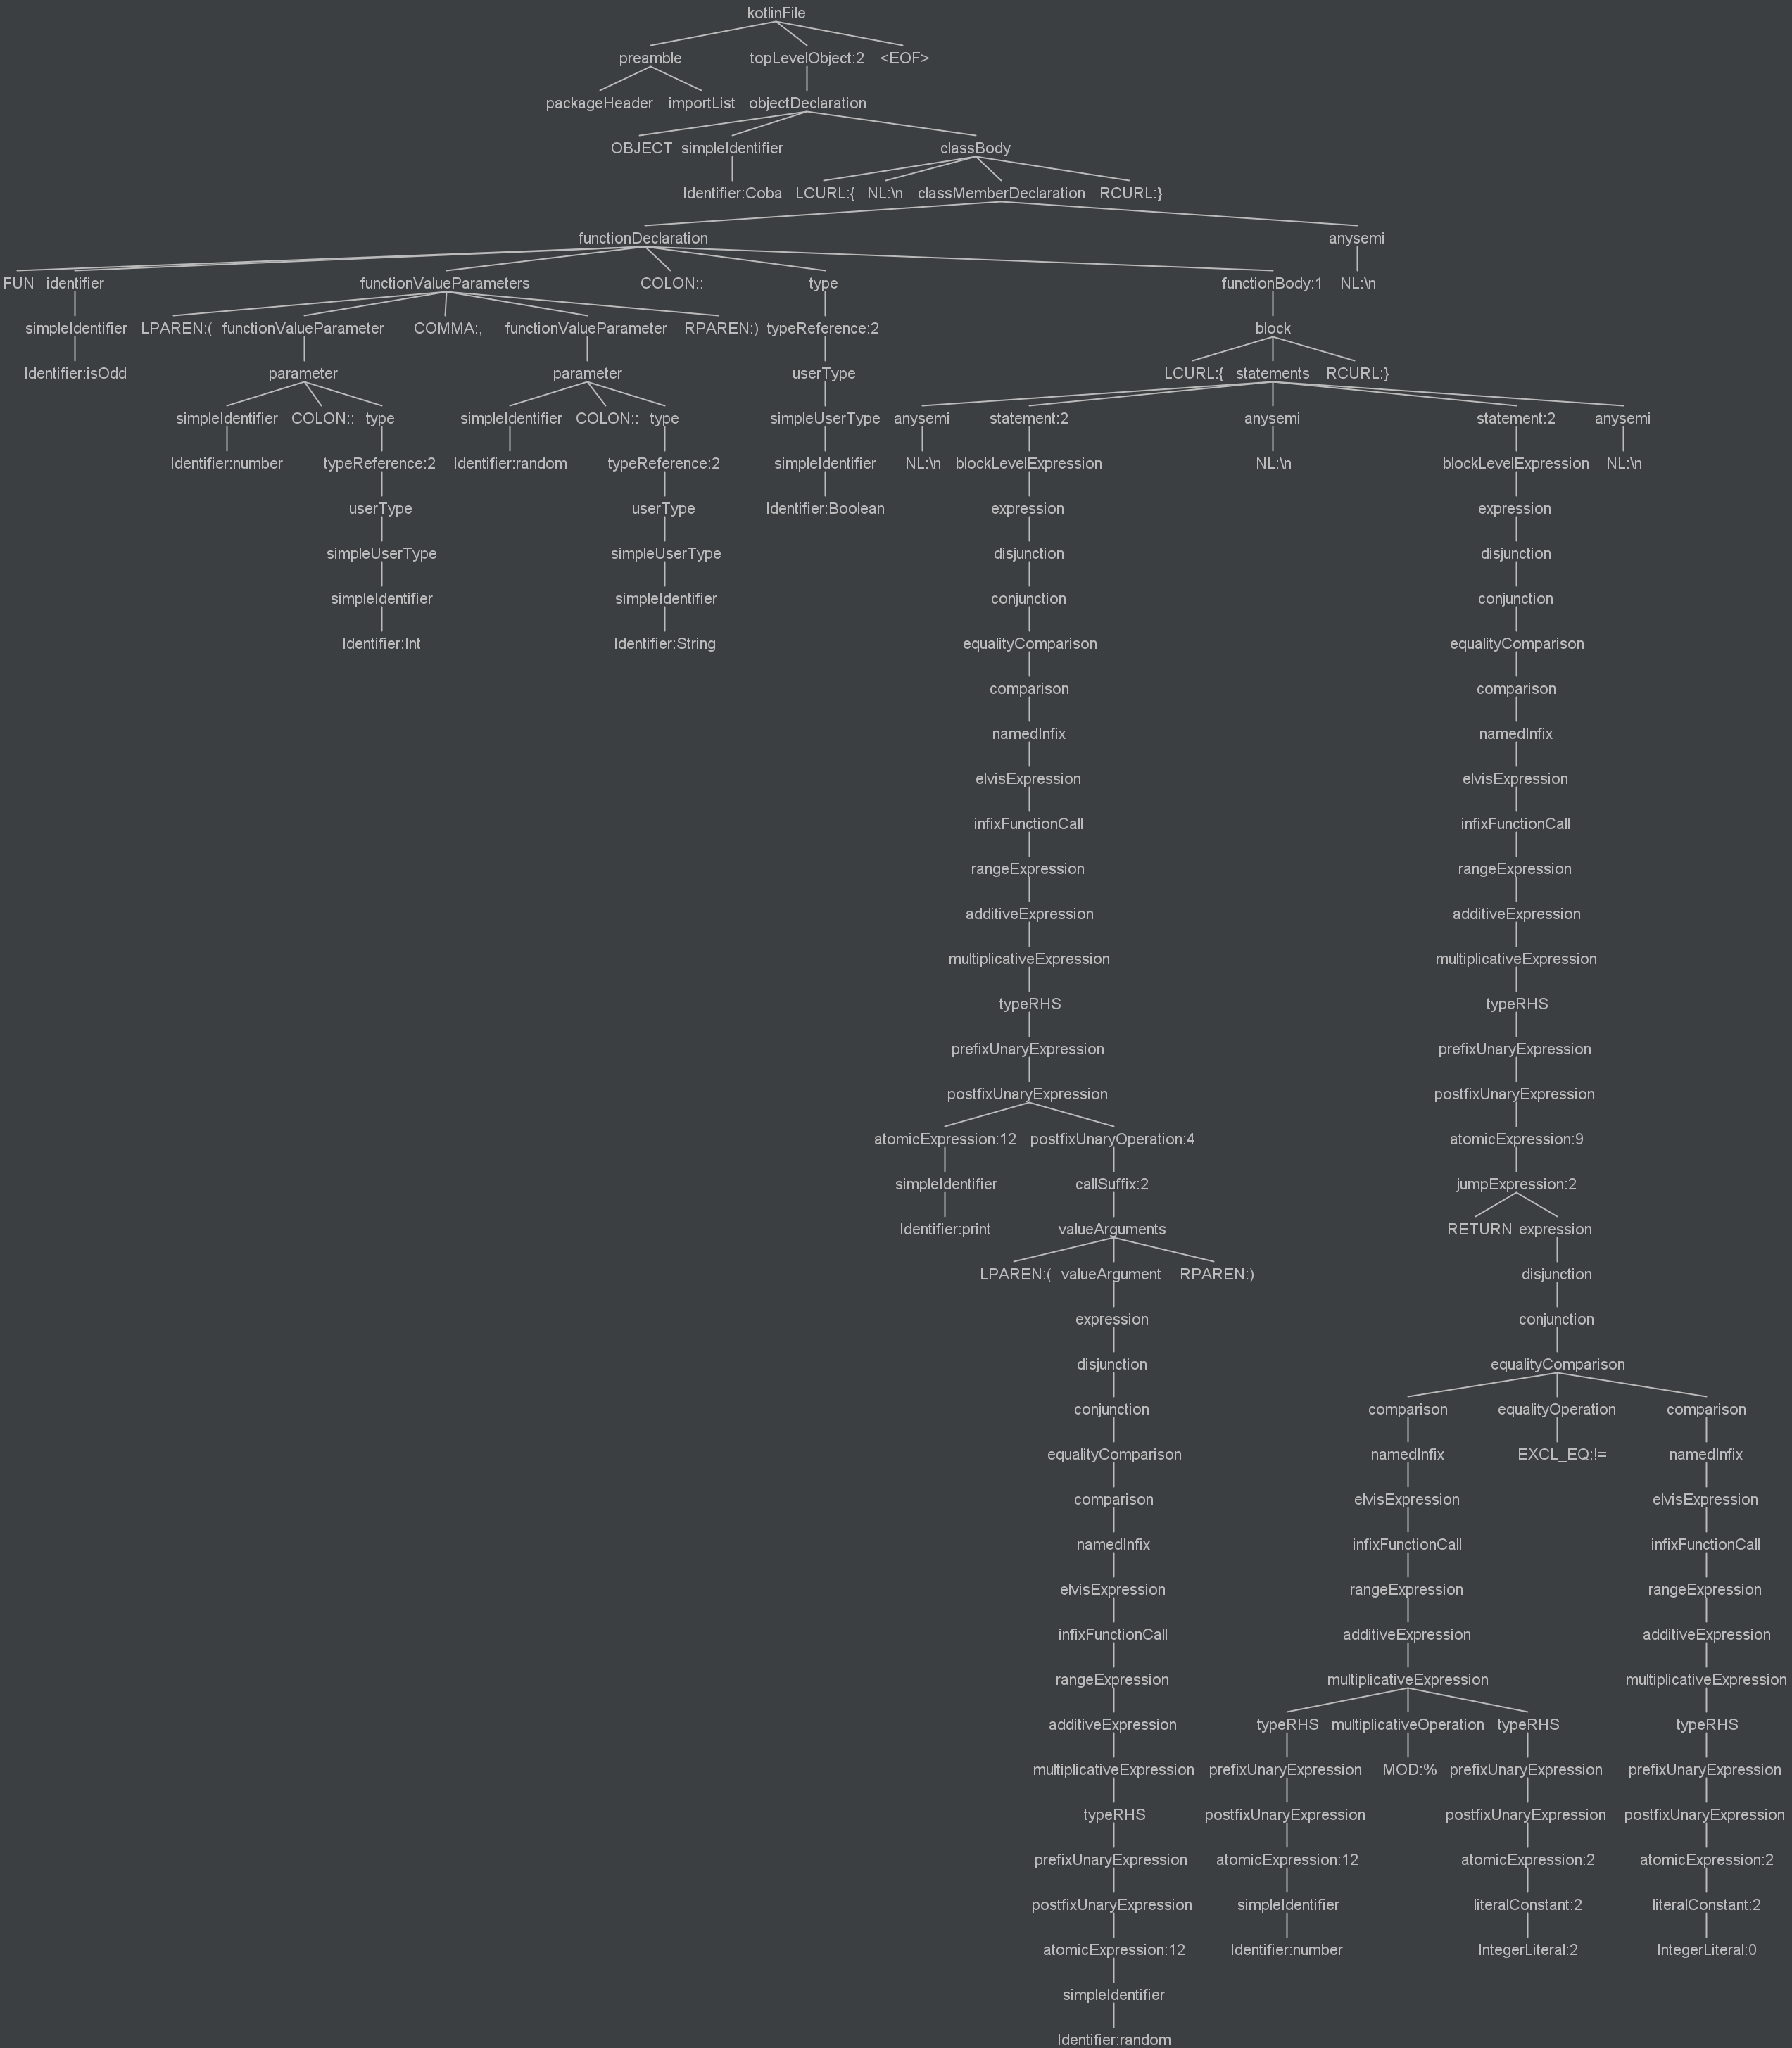 kotlinFile
preamble topLevelObject:2 <EOF>
packageHeader importList objectDeclaration
OBJECT simpleIdentifier classBody
Identifier:Coba LCURL:{ NL:\n classMemberDeclaration RCURL:}
functionDeclaration anysemi
FUN identifier functionValueParameters COLON:: type functionBody:1 NL:\n
simpleIdentifier LPAREN:( functionValueParameter COMMA:, functionValueParameter RPAREN:) typeReference:2 block
Identifier:isOdd parameter parameter userType LCURL:{ statements RCURL:}
simpleIdentifier COLON:: type simpleIdentifier COLON:: type simpleUserType anysemi statement:2 anysemi statement:2 anysemi
Identifier:number typeReference:2 Identifier:random typeReference:2 simpleIdentifier NL:\n blockLevelExpression NL:\n blockLevelExpression NL:\n
userType userType Identifier:Boolean expression expression
simpleUserType simpleUserType disjunction disjunction
simpleIdentifier simpleIdentifier conjunction conjunction
Identifier:Int Identifier:String equalityComparison equalityComparison
comparison comparison
namedInfix namedInfix
elvisExpression elvisExpression
infixFunctionCall infixFunctionCall
rangeExpression rangeExpression
additiveExpression additiveExpression
multiplicativeExpression multiplicativeExpression
typeRHS typeRHS
prefixUnaryExpression prefixUnaryExpression
postfixUnaryExpression postfixUnaryExpression
atomicExpression:12 postfixUnaryOperation:4 atomicExpression:9
simpleIdentifier callSuffix:2 jumpExpression:2
Identifier:print valueArguments RETURN expression
LPAREN:( valueArgument RPAREN:) disjunction
expression conjunction
disjunction equalityComparison
conjunction comparison equalityOperation comparison
equalityComparison namedInfix EXCL_EQ:!= namedInfix
comparison elvisExpression elvisExpression
namedInfix infixFunctionCall infixFunctionCall
elvisExpression rangeExpression rangeExpression
infixFunctionCall additiveExpression additiveExpression
rangeExpression multiplicativeExpression multiplicativeExpression
additiveExpression typeRHS multiplicativeOperation typeRHS typeRHS
multiplicativeExpression prefixUnaryExpression MOD:% prefixUnaryExpression prefixUnaryExpression
typeRHS postfixUnaryExpression postfixUnaryExpression postfixUnaryExpression
prefixUnaryExpression atomicExpression:12 atomicExpression:2 atomicExpression:2
postfixUnaryExpression simpleIdentifier literalConstant:2 literalConstant:2
atomicExpression:12 Identifier:number IntegerLiteral:2 IntegerLiteral:0
simpleIdentifier
Identifier:random